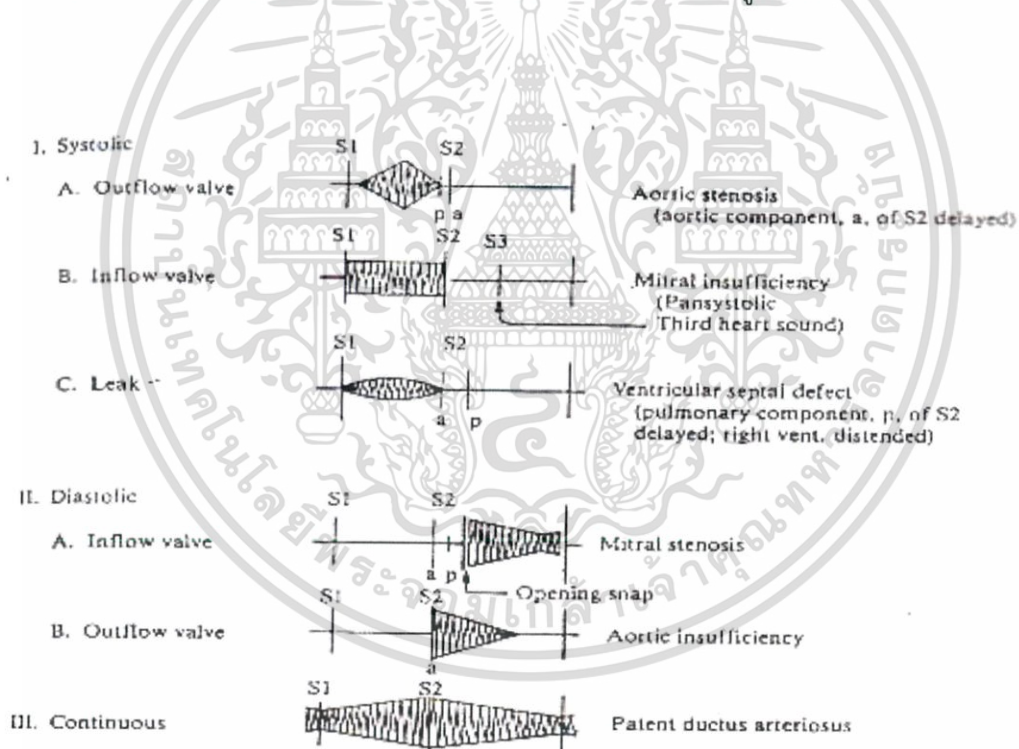 I. Systolic
S1 S2
A. Outflow valve
p a
Aortic stenosis
(aortic component, a, of S2 delayed)
S1 S2 S3
B. Inflow valve
Mitral insufficiency
(Pansystolic
Third heart sound)
S1 S2
C. Leak
a p
Ventricular septal defect
(pulmonary component, p, of S2
delayed; right vent. distended)
II. Diastolic
S1 S2
A. Inflow valve
Mitral stenosis
a p
Opening snap
S1 S2
B. Outflow valve
Aortic insufficiency
a
S1 S2
III. Continuous
Patent ductus arteriosus